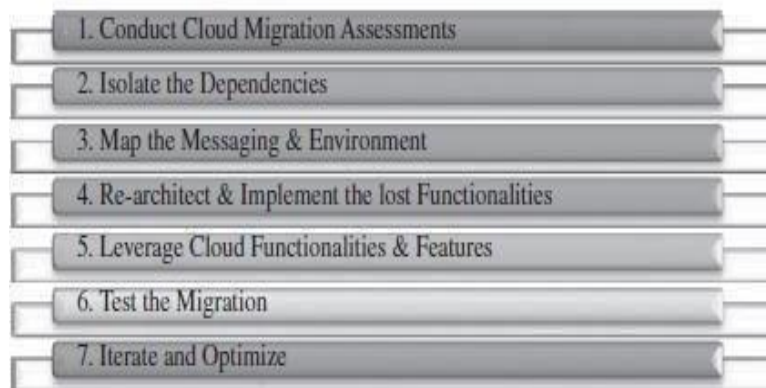 1. Conduct Cloud Migration Assessments
2. Isolate the Dependencies
3. Map the Messaging & Environment
4. Re-architect & Implement the lost Functionalities
5. Leverage Cloud Functionalities & Features
6. Test the Migration
7. Iterate and Optimize